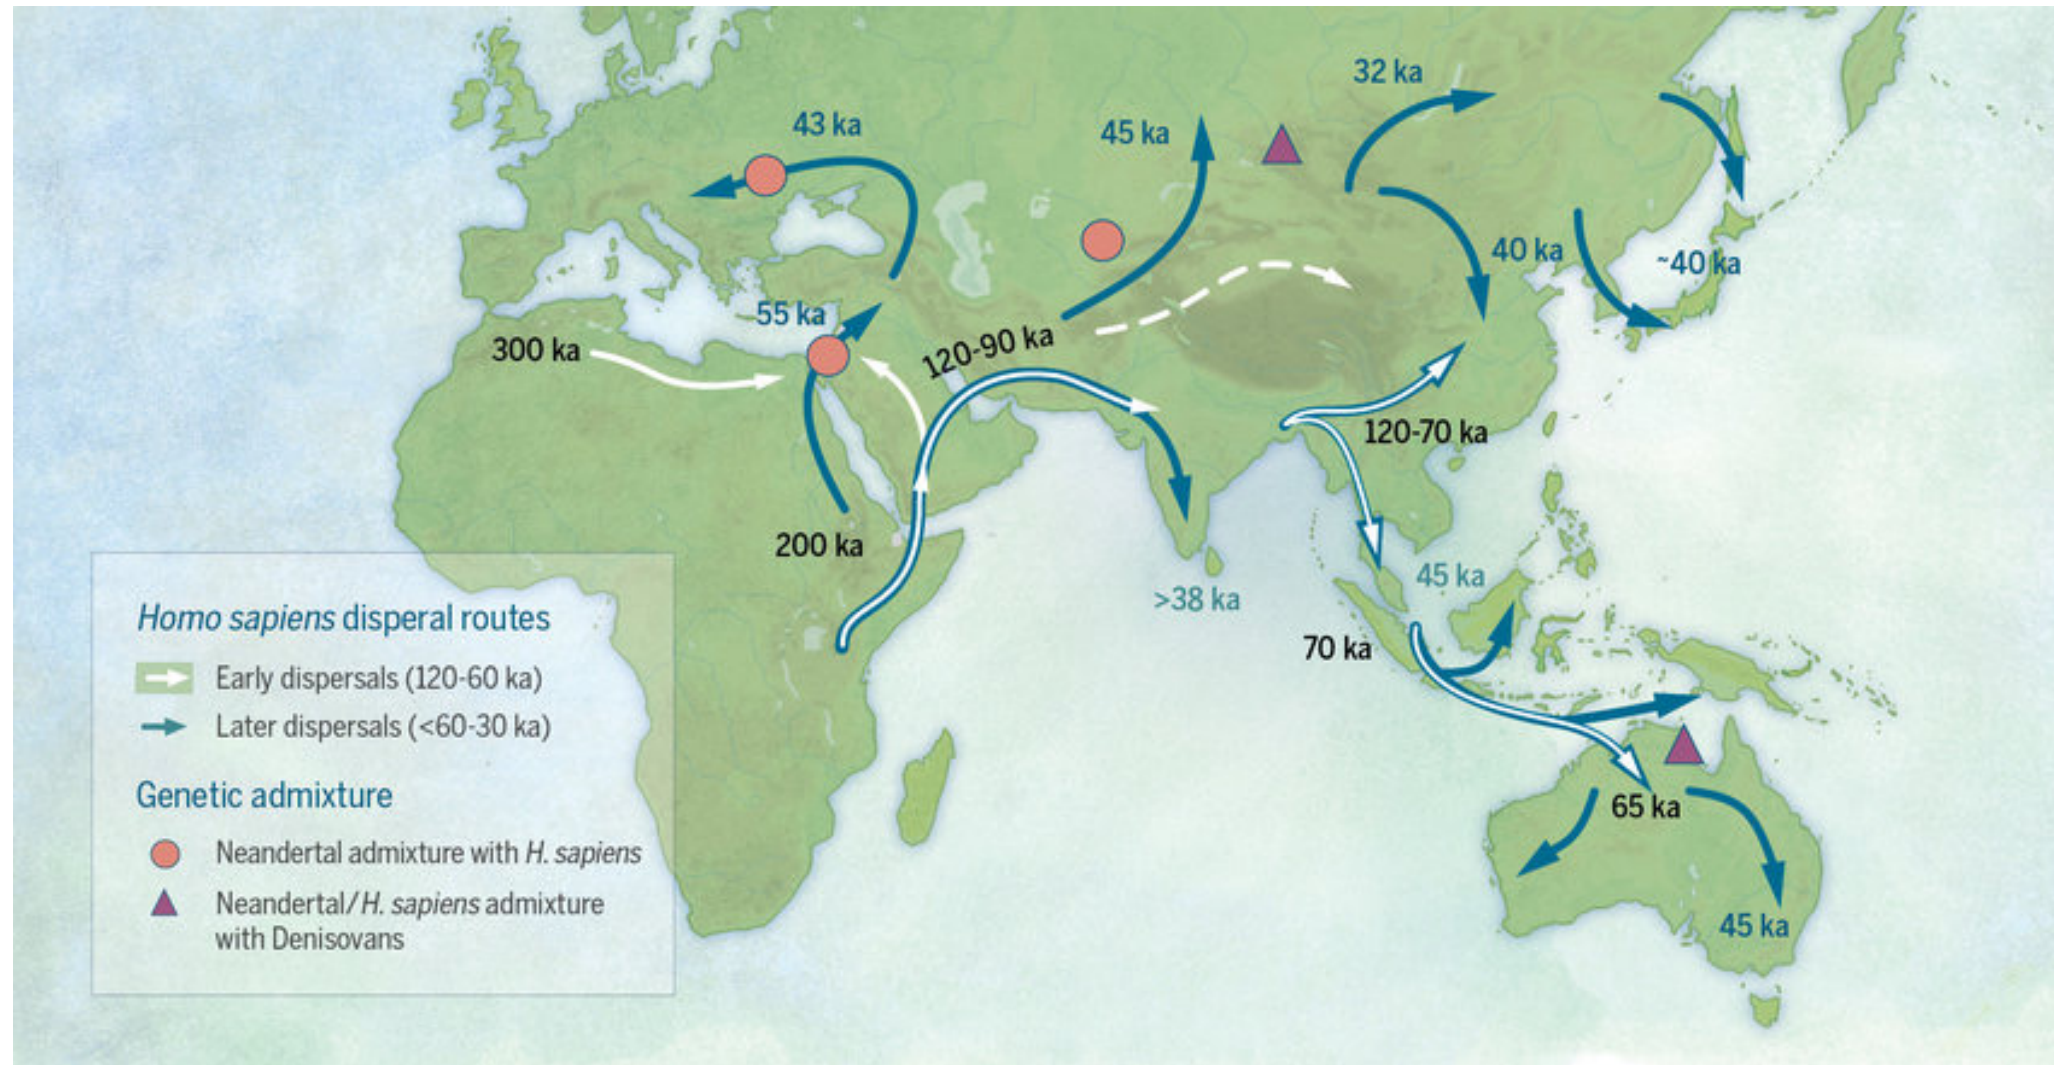 32 ka
43 ka
45 ka
40 ka
~40 ka
55 ka
300 ka
120-90 ka
120-70 ka
200 ka
45 ka
>38 ka
70 ka
65 ka
45 ka
Homo sapiens disperal routes
Early dispersals (120-60 ka)
Later dispersals (<60-30 ka)
Genetic admixture
Neandertal admixture with H. sapiens
Neandertal/H. sapiens admixture
with Denisovans